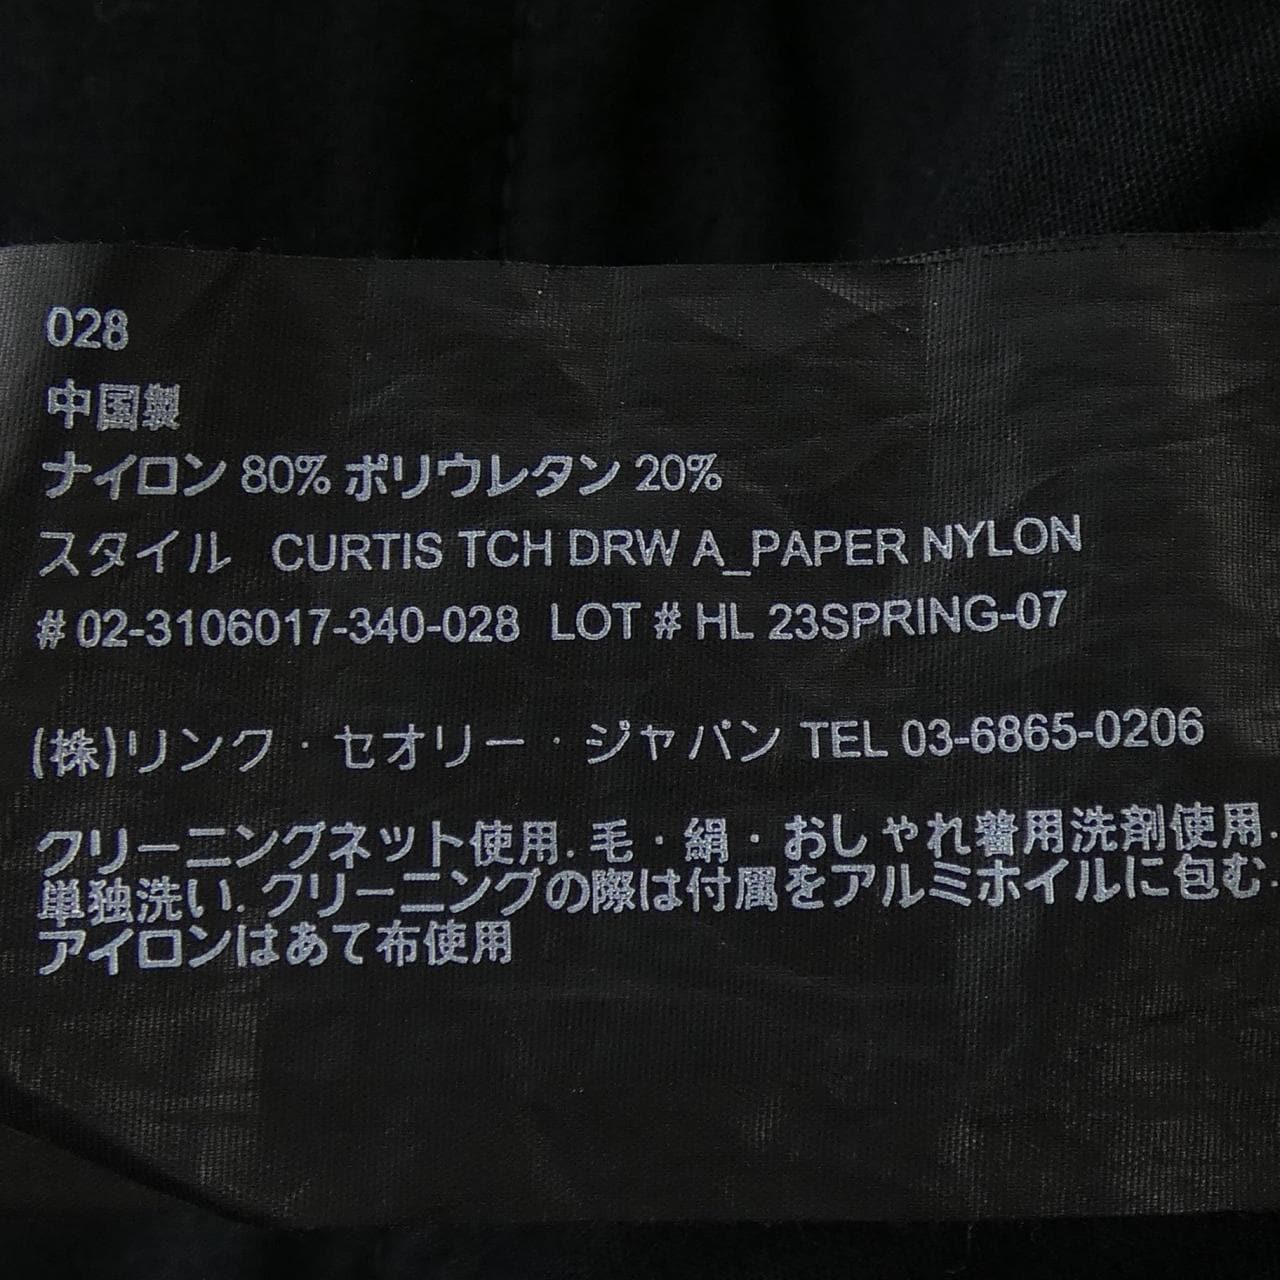 028
中国製
ナイロン 80% ポリウレタン 20%
スタイル CURTIS TCH DRW A_PAPER NYLON
# 02-3106017-340-028 LOT # HL 23SPRING-07
(株)リンク・セオリー・ジャパン TEL 03-6865-0206
クリーニングネット使用. 毛・絹・おしゃれ着用洗剤使用.
単独洗い. クリーニングの際は付属をアルミホイルに包む.
アイロンはあて布使用